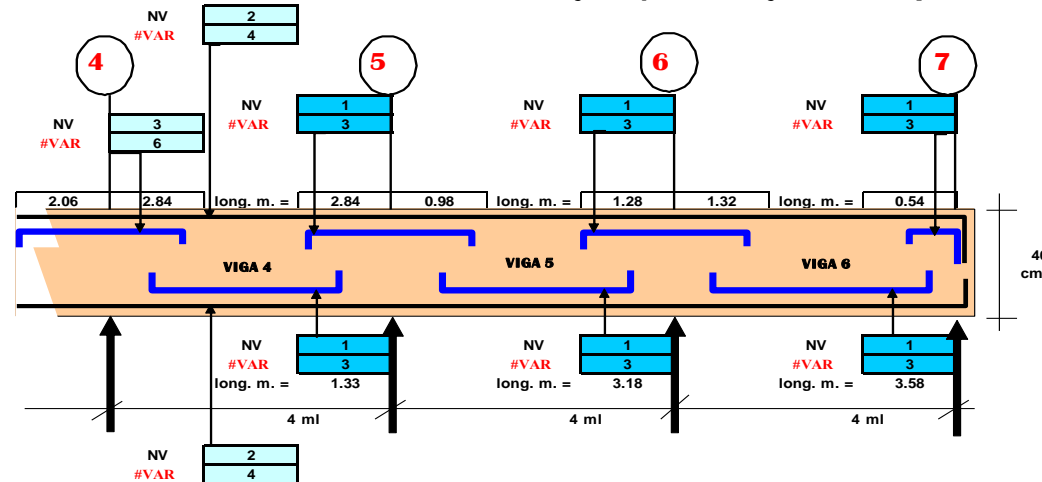 NV 2
#VAR 4
4 5 6 7
NV 1 NV 1 NV 1
#VAR 3 #VAR 3 #VAR 3
NV 3
#VAR 6
2.06 2.84 long. m. = 2.84 0.98 long. m. = 1.28 1.32 long. m. = 0.54
VIGA 4 VIGA 5 VIGA 6
cm
NV 1 NV 1 NV 1
#VAR 3 #VAR 3 #VAR 3
long. m. = 1.33 long. m. = 3.18 long. m. = 3.58
4 ml 4 ml 4 ml
NV 2
#VAR 4